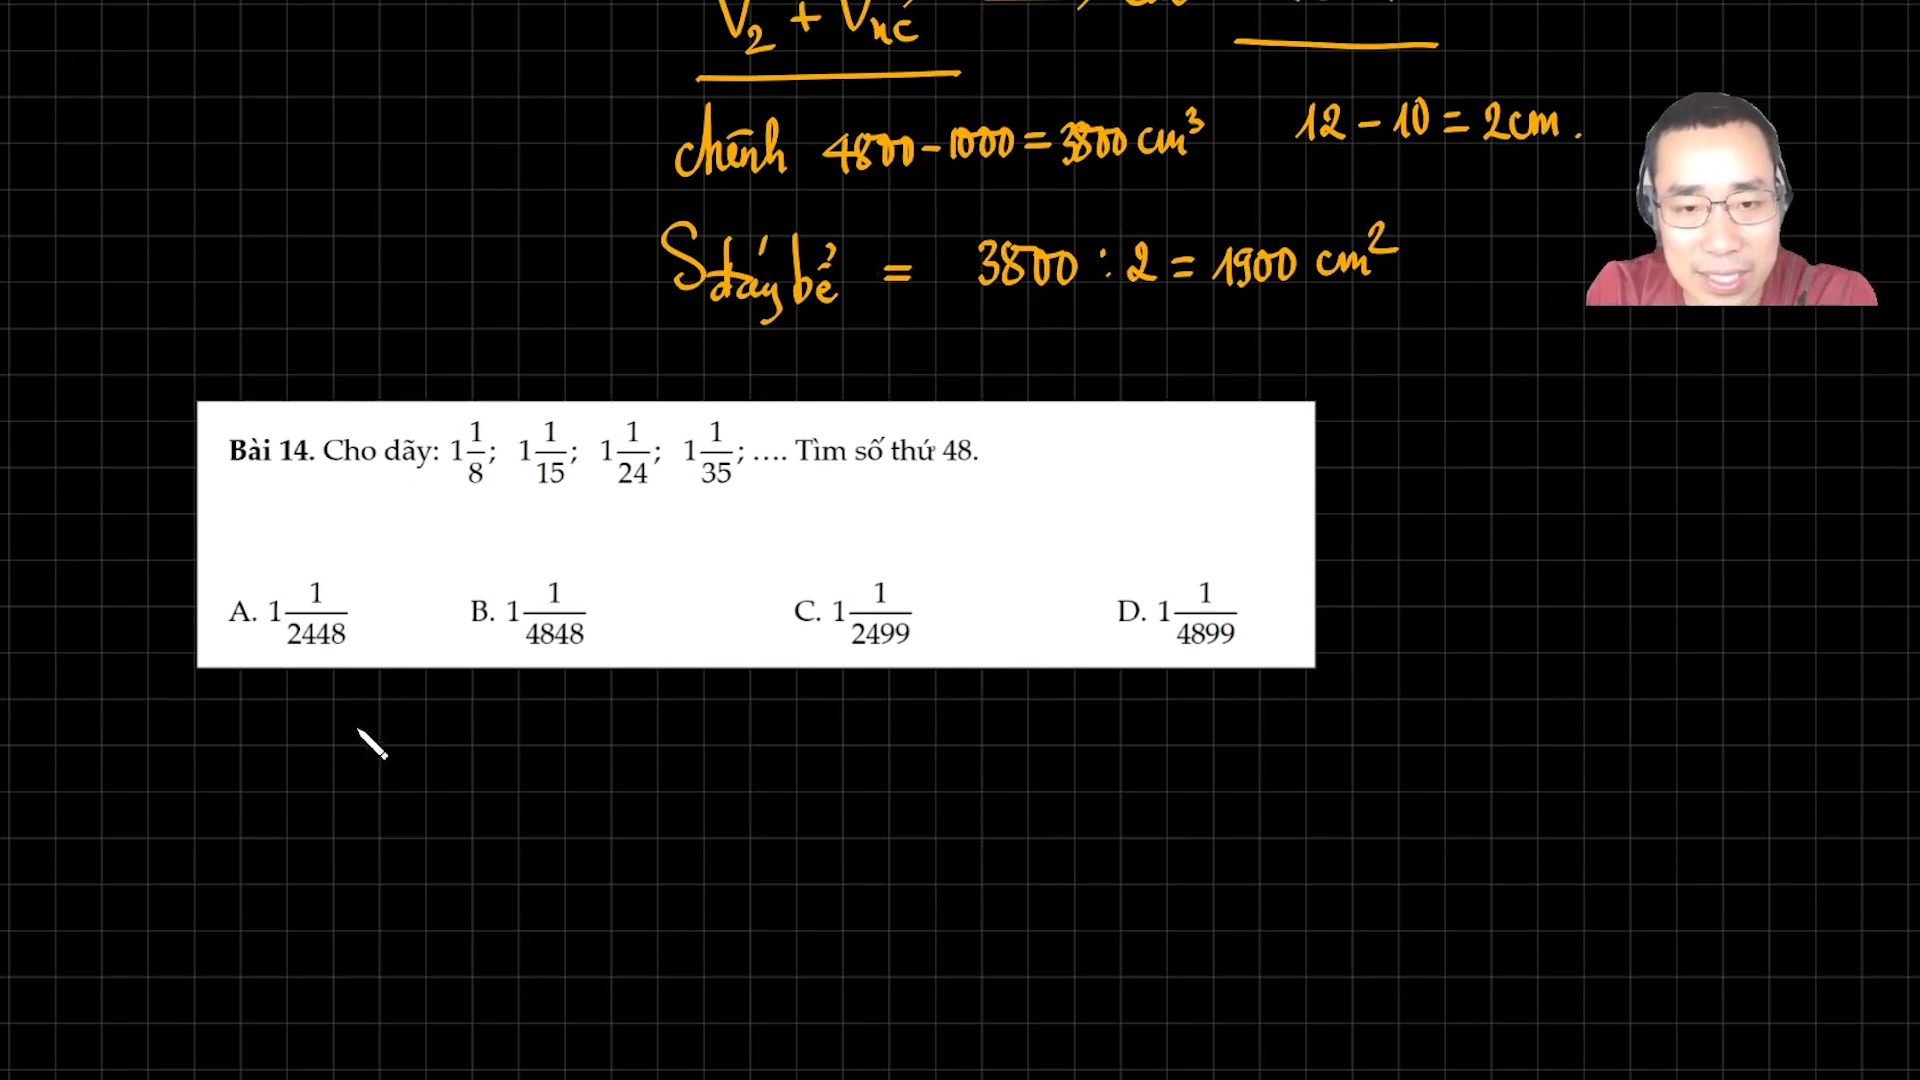 V₂ + Vnc
chênh 4800 - 1000 = 3800 cm³ 12 - 10 = 2cm.
S đáy bể = 3800 : 2 = 1900 cm²
Bài 14. Cho dãy: 1 1/8; 1 1/15; 1 1/24; 1 1/35; .... Tìm số thứ 48.
A. 1 1/2448 B. 1 1/4848 C. 1 1/2499 D. 1 1/4899